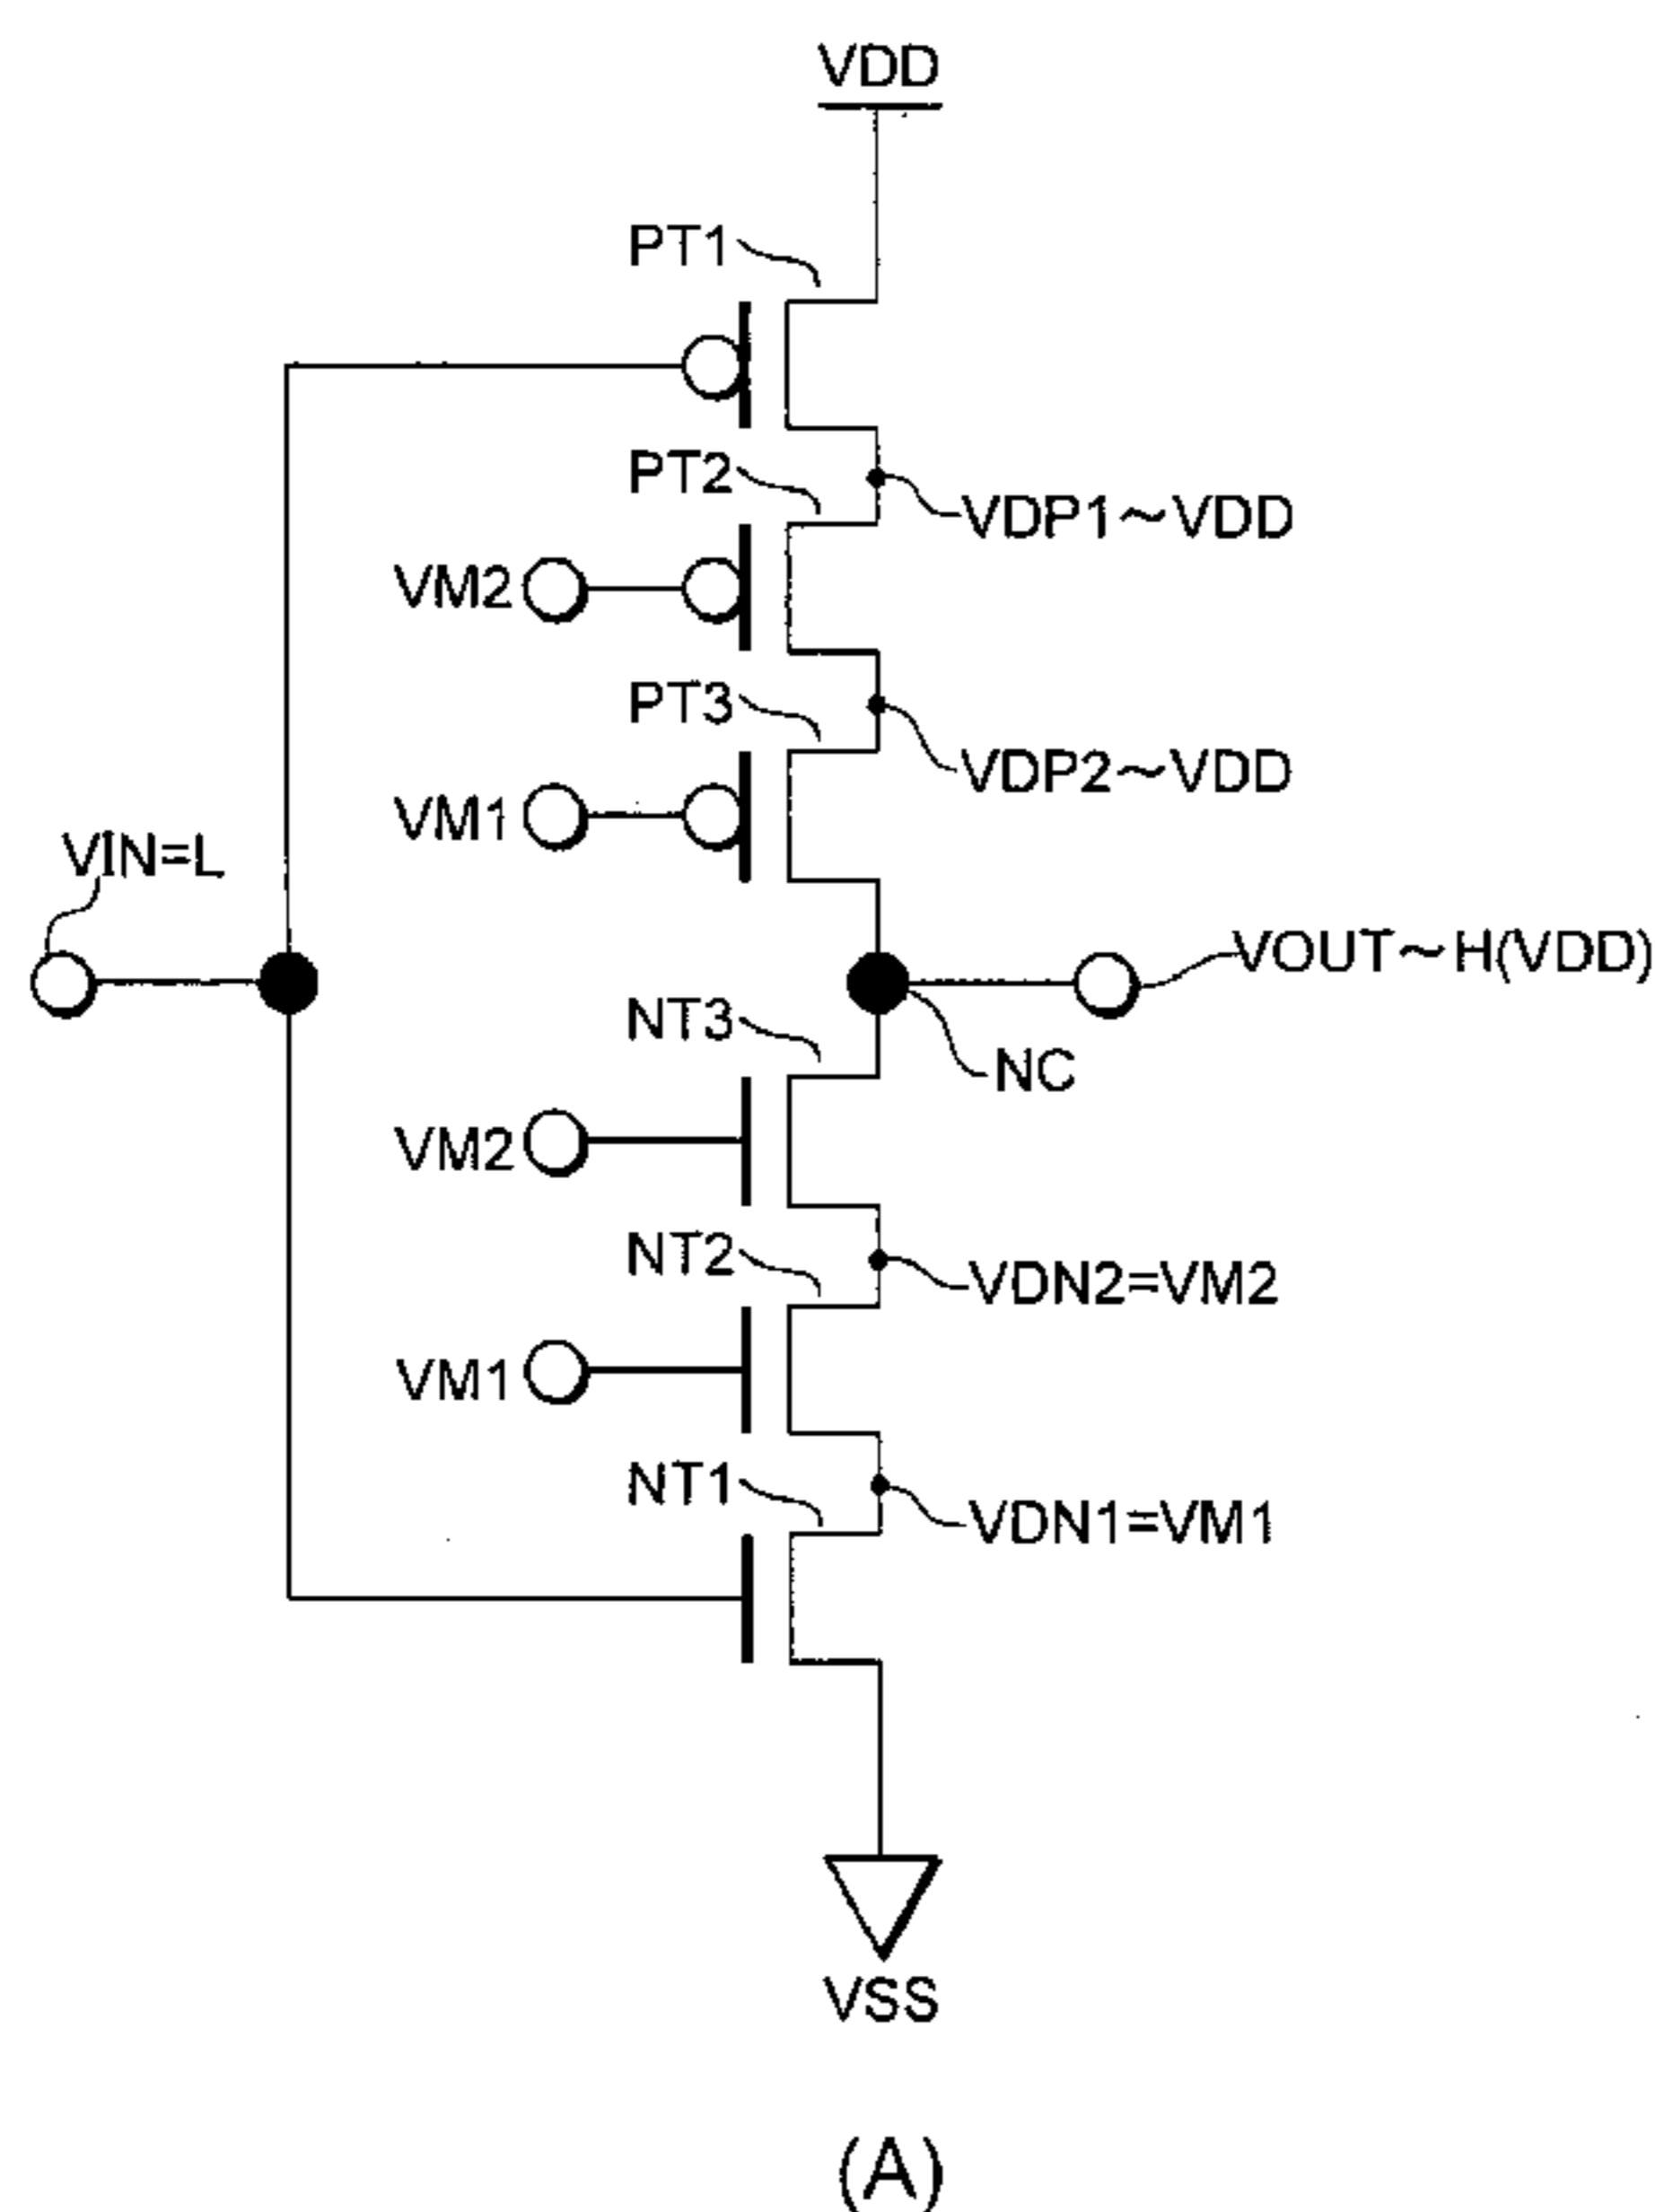 VDD
PT1
PT2
VDP1~VDD
VM2
PT3
VDP2~VDD
VM1
VIN=L
VOUT~H(VDD)
NT3
NC
VM2
NT2
VDN2=VM2
VM1
NT1
VDN1=VM1
VSS
(A)